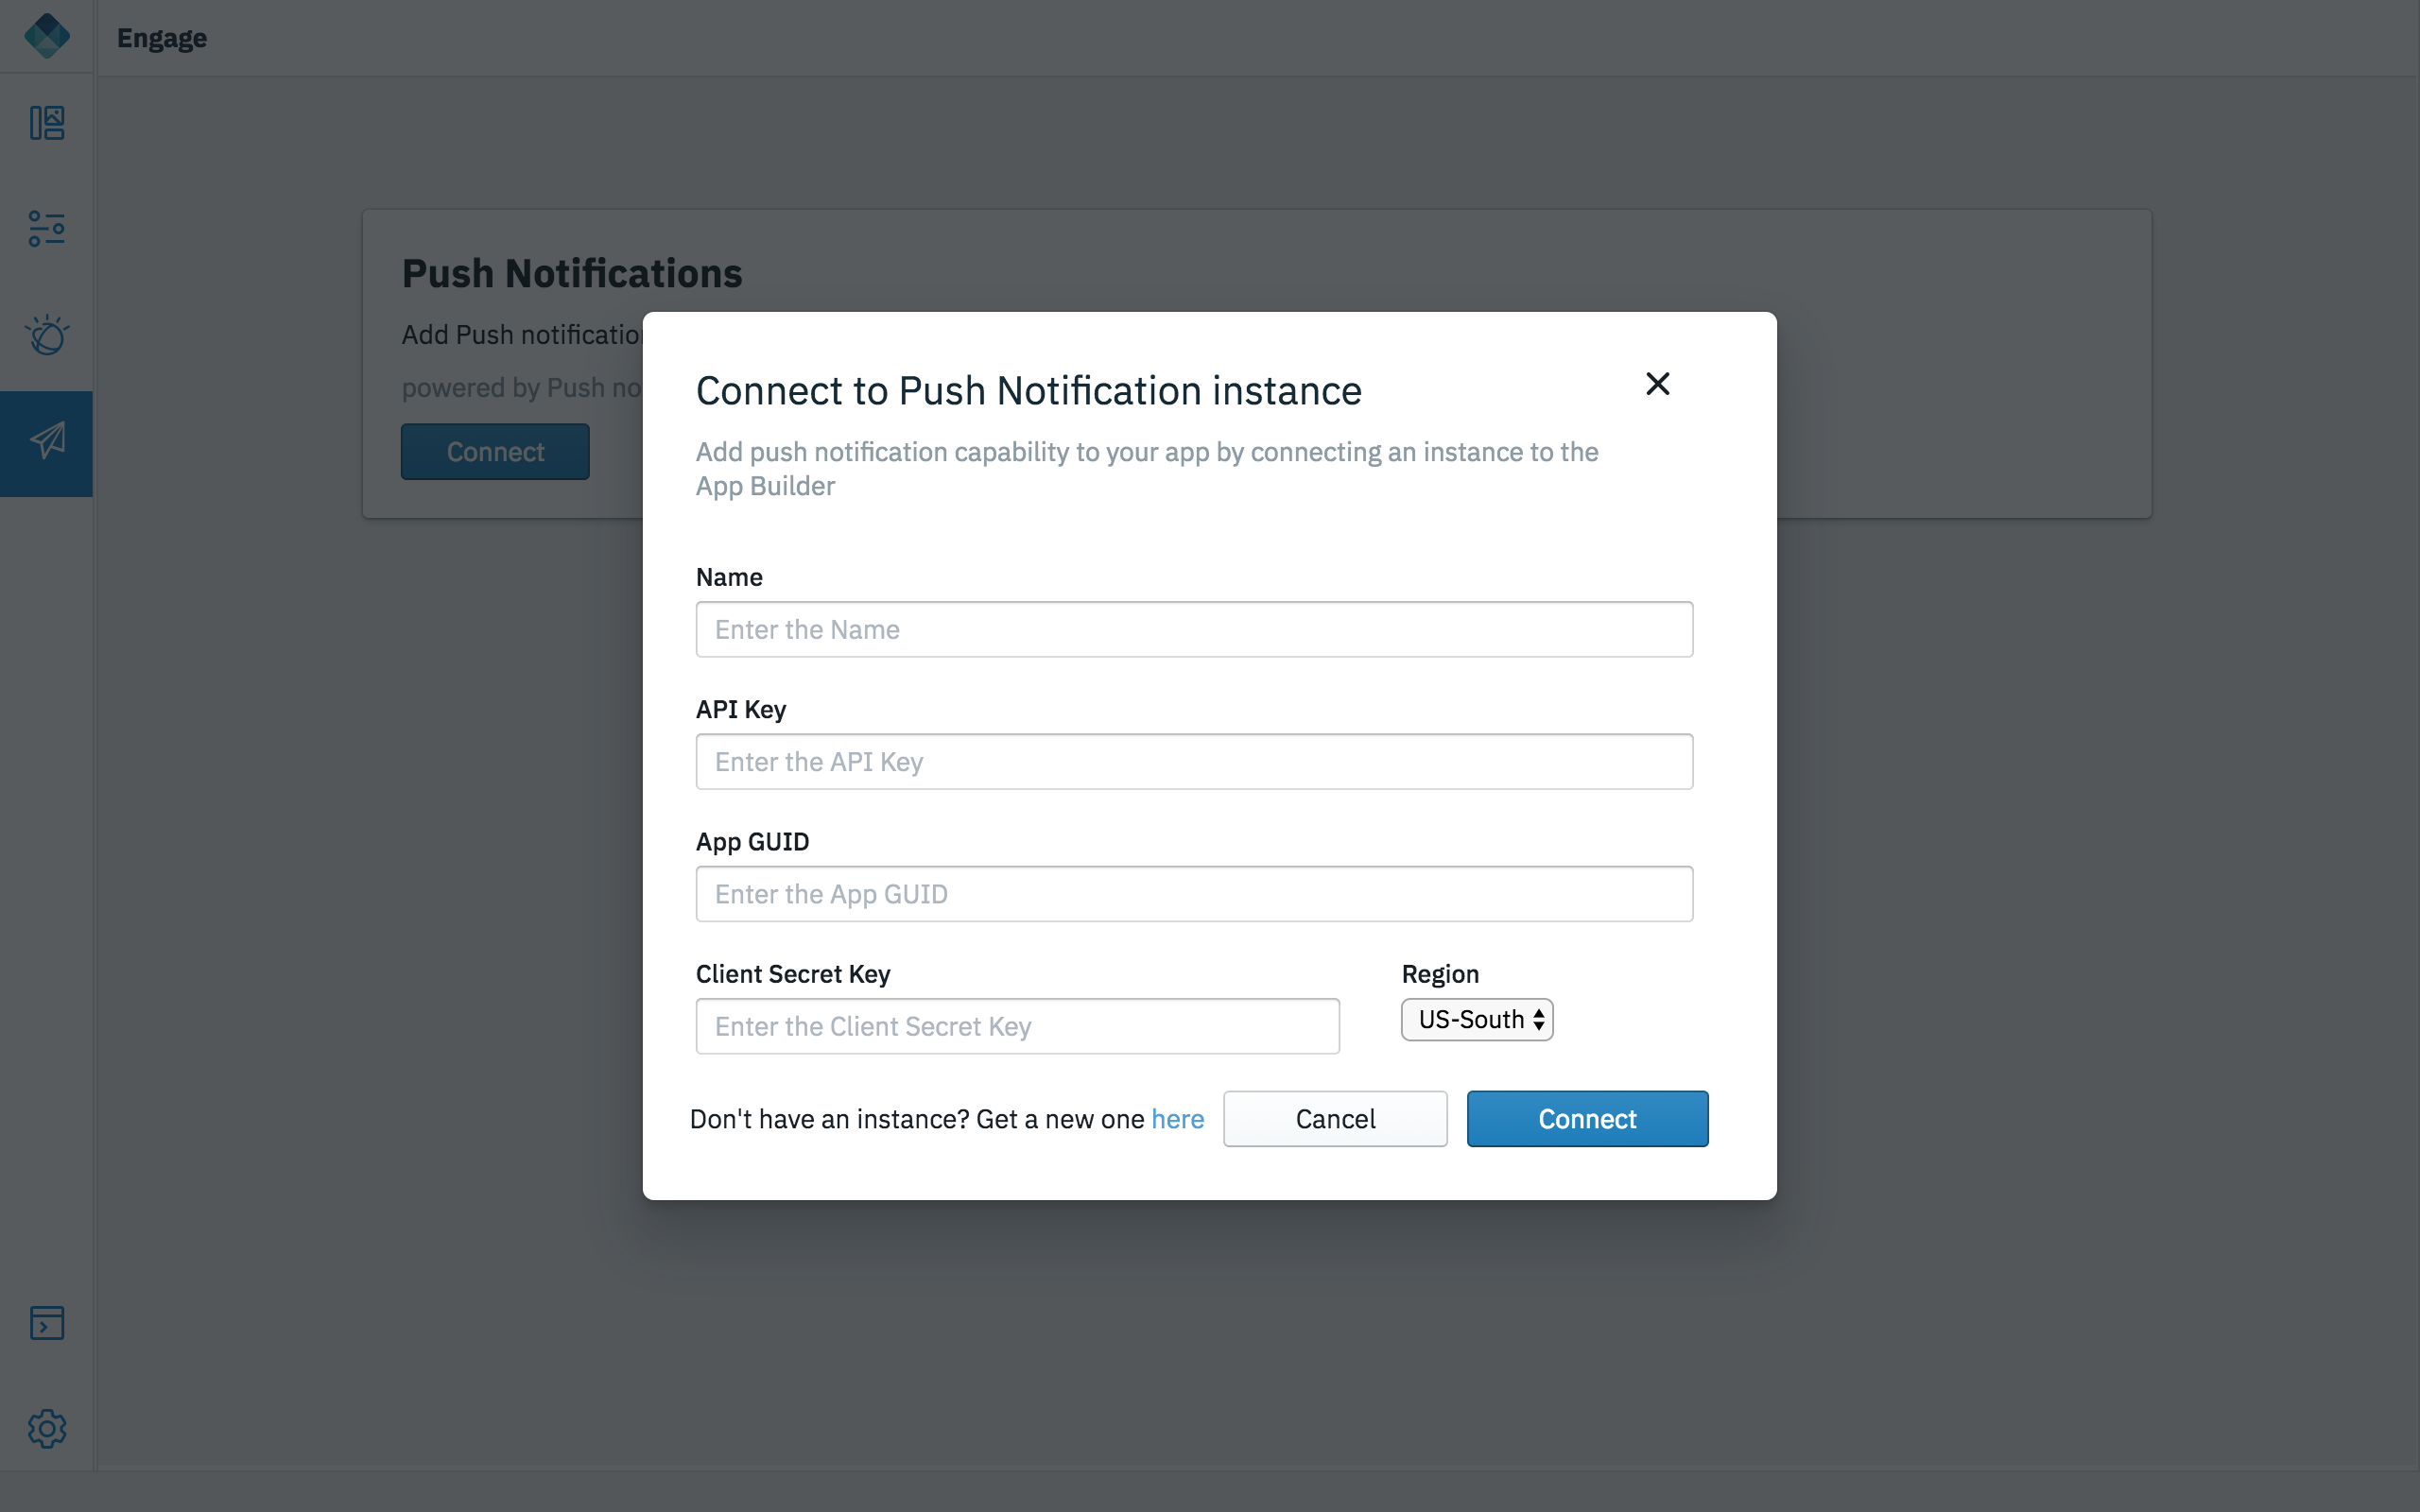 Engage
Push Notifications
Add Push notification
powered by Push no
Connect
Connect to Push Notification instance
Add push notification capability to your app by connecting an instance to the
App Builder
Name
Enter the Name
API Key
Enter the API Key
App GUID
Enter the App GUID
Client Secret Key
Region
Enter the Client Secret Key
US-South
Don't have an instance? Get a new one here
Cancel
Connect